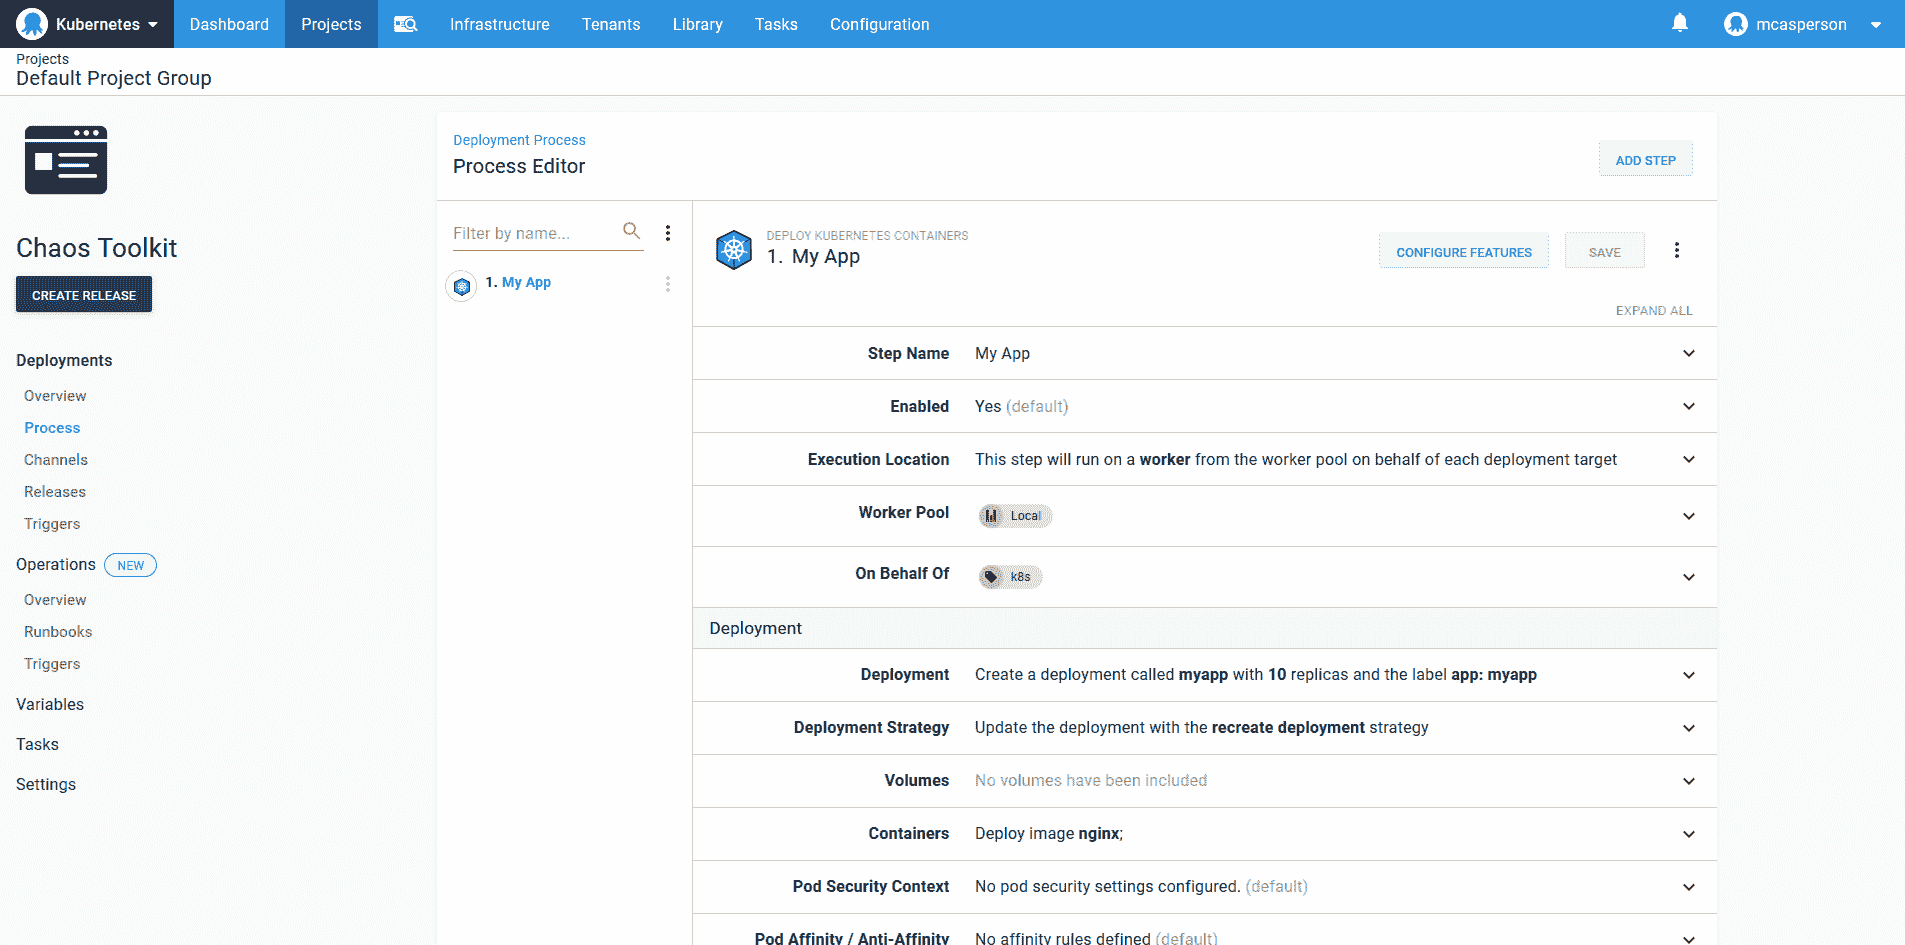 Kubernetes Dashboard Projects Infrastructure Tenants Library Tasks Configuration mcasperson
Projects
Default Project Group
Chaos Toolkit
CREATE RELEASE
Deployments
Overview
Process
Channels
Releases
Triggers
Operations NEW
Overview
Runbooks
Triggers
Variables
Tasks
Settings
Deployment Process
Process Editor
ADD STEP
Filter by name...
1. My App
DEPLOY KUBERNETES CONTAINERS
1. My App
CONFIGURE FEATURES SAVE
EXPAND ALL
Step Name My App
Enabled Yes (default)
Execution Location This step will run on a worker from the worker pool on behalf of each deployment target
Worker Pool Local
On Behalf Of k8s
Deployment
Deployment Create a deployment called myapp with 10 replicas and the label app: myapp
Deployment Strategy Update the deployment with the recreate deployment strategy
Volumes No volumes have been included
Containers Deploy image nginx;
Pod Security Context No pod security settings configured. (default)
Pod Affinity / Anti-Affinity No affinity rules defined (default)